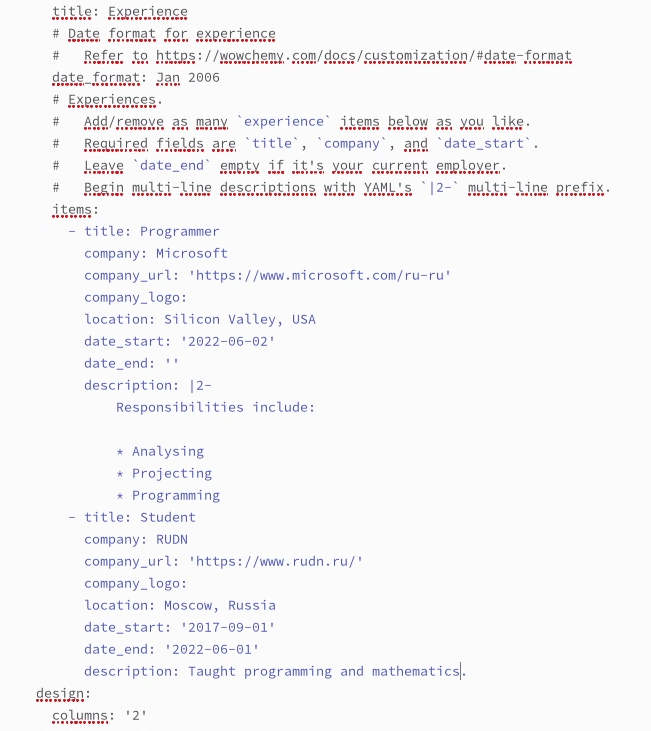 title: Experience
# Date format for experience
#   Refer to https://wowchemy.com/docs/customization/#date-format
date_format: Jan 2006
# Experiences.
#   Add/remove as many `experience` items below as you like.
#   Required fields are `title`, `company`, and `date_start`.
#   Leave `date_end` empty if it's your current employer.
#   Begin multi-line descriptions with YAML's `|2-` multi-line prefix.
items:
- title: Programmer
company: Microsoft
company_url: 'https://www.microsoft.com/ru-ru'
company_logo:
location: Silicon Valley, USA
date_start: '2022-06-02'
date_end: ''
description: |2-
Responsibilities include:
* Analysing
* Projecting
* Programming
- title: Student
company: RUDN
company_url: 'https://www.rudn.ru/'
company_logo:
location: Moscow, Russia
date_start: '2017-09-01'
date_end: '2022-06-01'
description: Taught programming and mathematics.
design:
columns: '2'